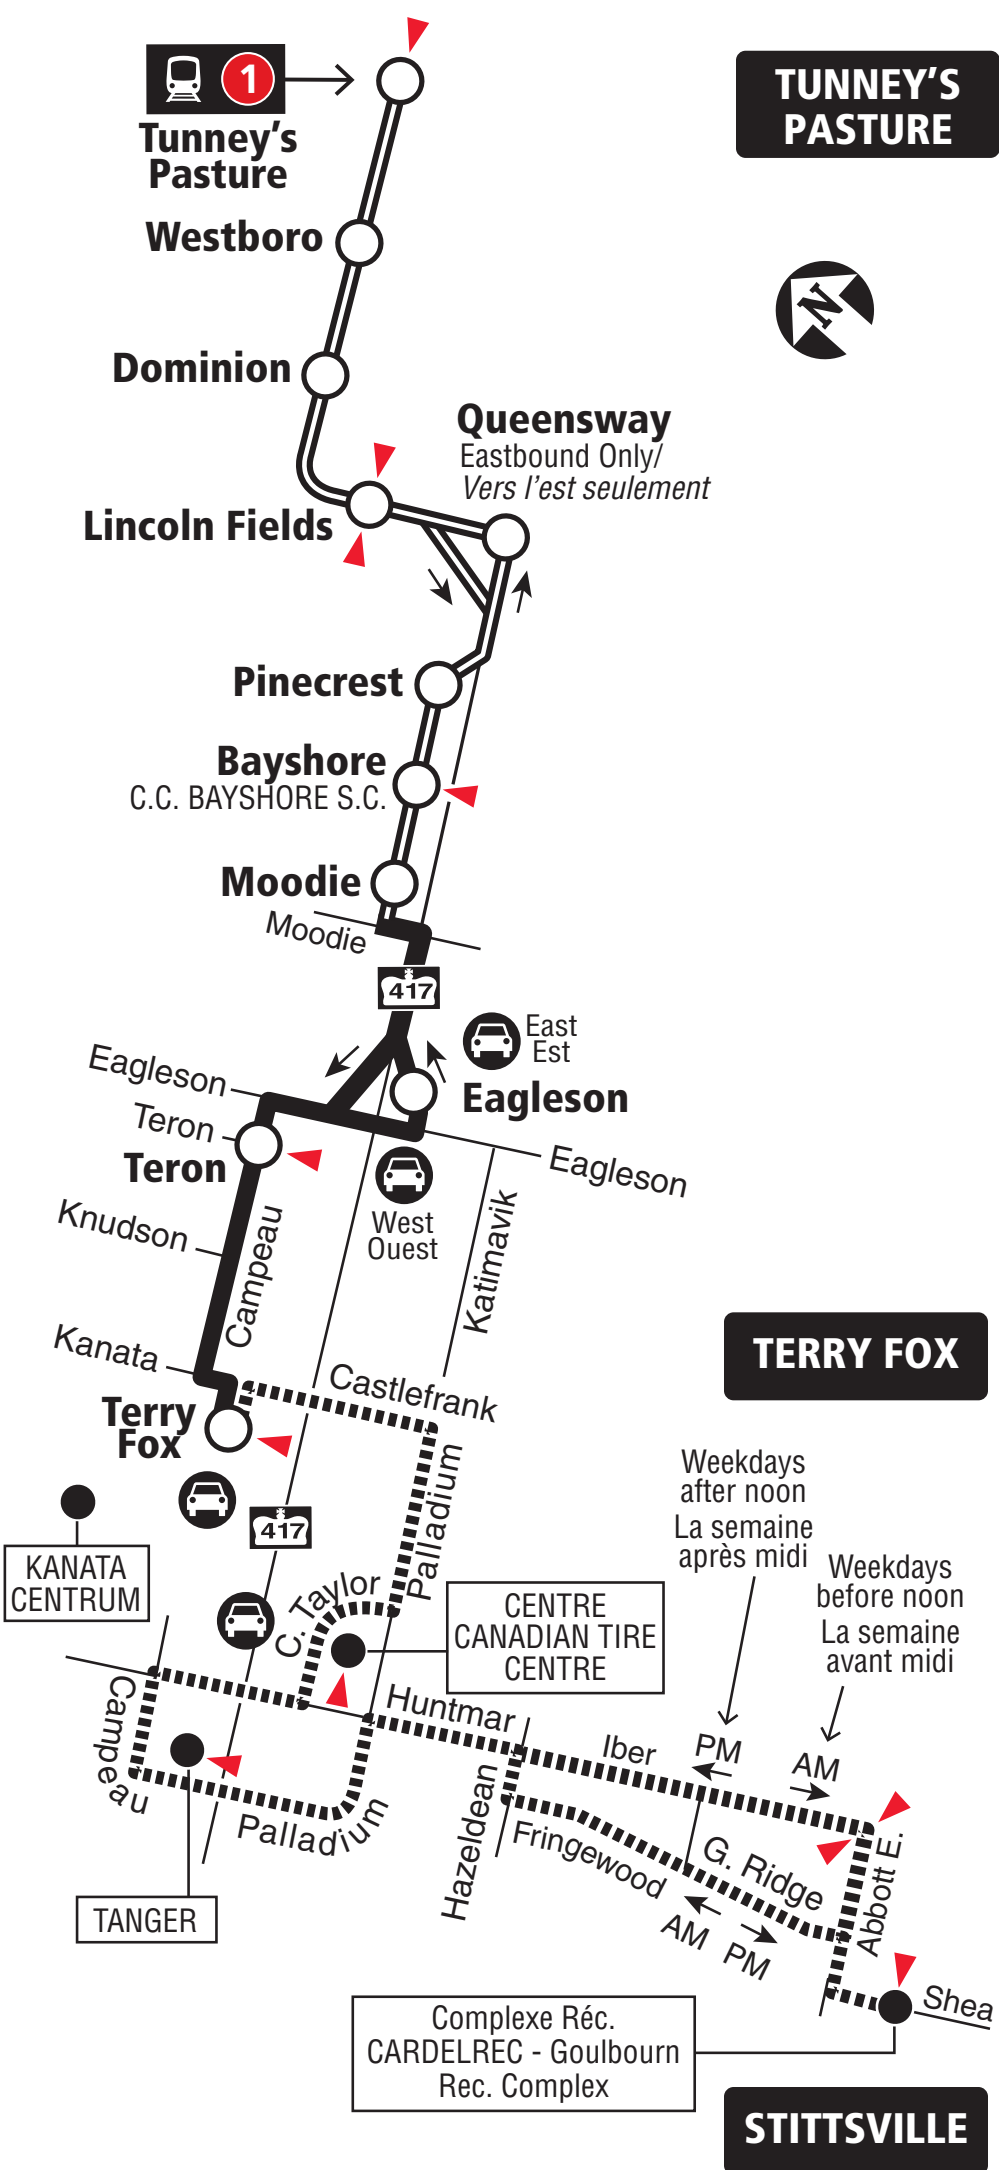 1
Tunney's
Pasture
TUNNEY'S
PASTURE
Westboro
N
Dominion
Queensway
Eastbound Only/
Vers l'est seulement
Lincoln Fields
Pinecrest
Bayshore
C.C. BAYSHORE S.C.
Moodie
Moodie
417
East
Est
Eagleson
Eagleson
Teron
Teron
Eagleson
West
Ouest
Knudson
Campeau
Katimavik
Kanata
TERRY FOX
Castlefrank
Terry
Fox
Palladium
417
Weekdays
after noon
La semaine
après midi
KANATA
CENTRUM
Weekdays
before noon
La semaine
avant midi
C. Taylor
CENTRE
CANADIAN TIRE
CENTRE
Campeau
Huntmar
Iber
PM
AM
Palladium
Hazeldean
Fringewood
G. Ridge
Abbott E.
TANGER
AM
PM
Shea
Complexe Réc.
CARDELREC - Goulbourn
Rec. Complex
STITTSVILLE